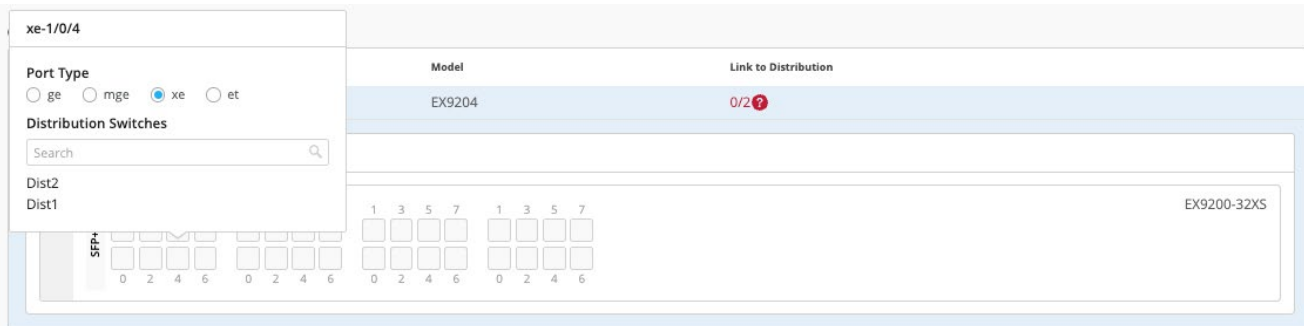 xe-1/0/4
Port Type
ge mge xe et
Distribution Switches
Search
Dist2
Dist1
Model Link to Distribution
EX9204 0/2?
EX9200-32XS
SFP+
1 3 5 7 1 3 5 7
0 2 4 6 0 2 4 6 0 2 4 6 0 2 4 6